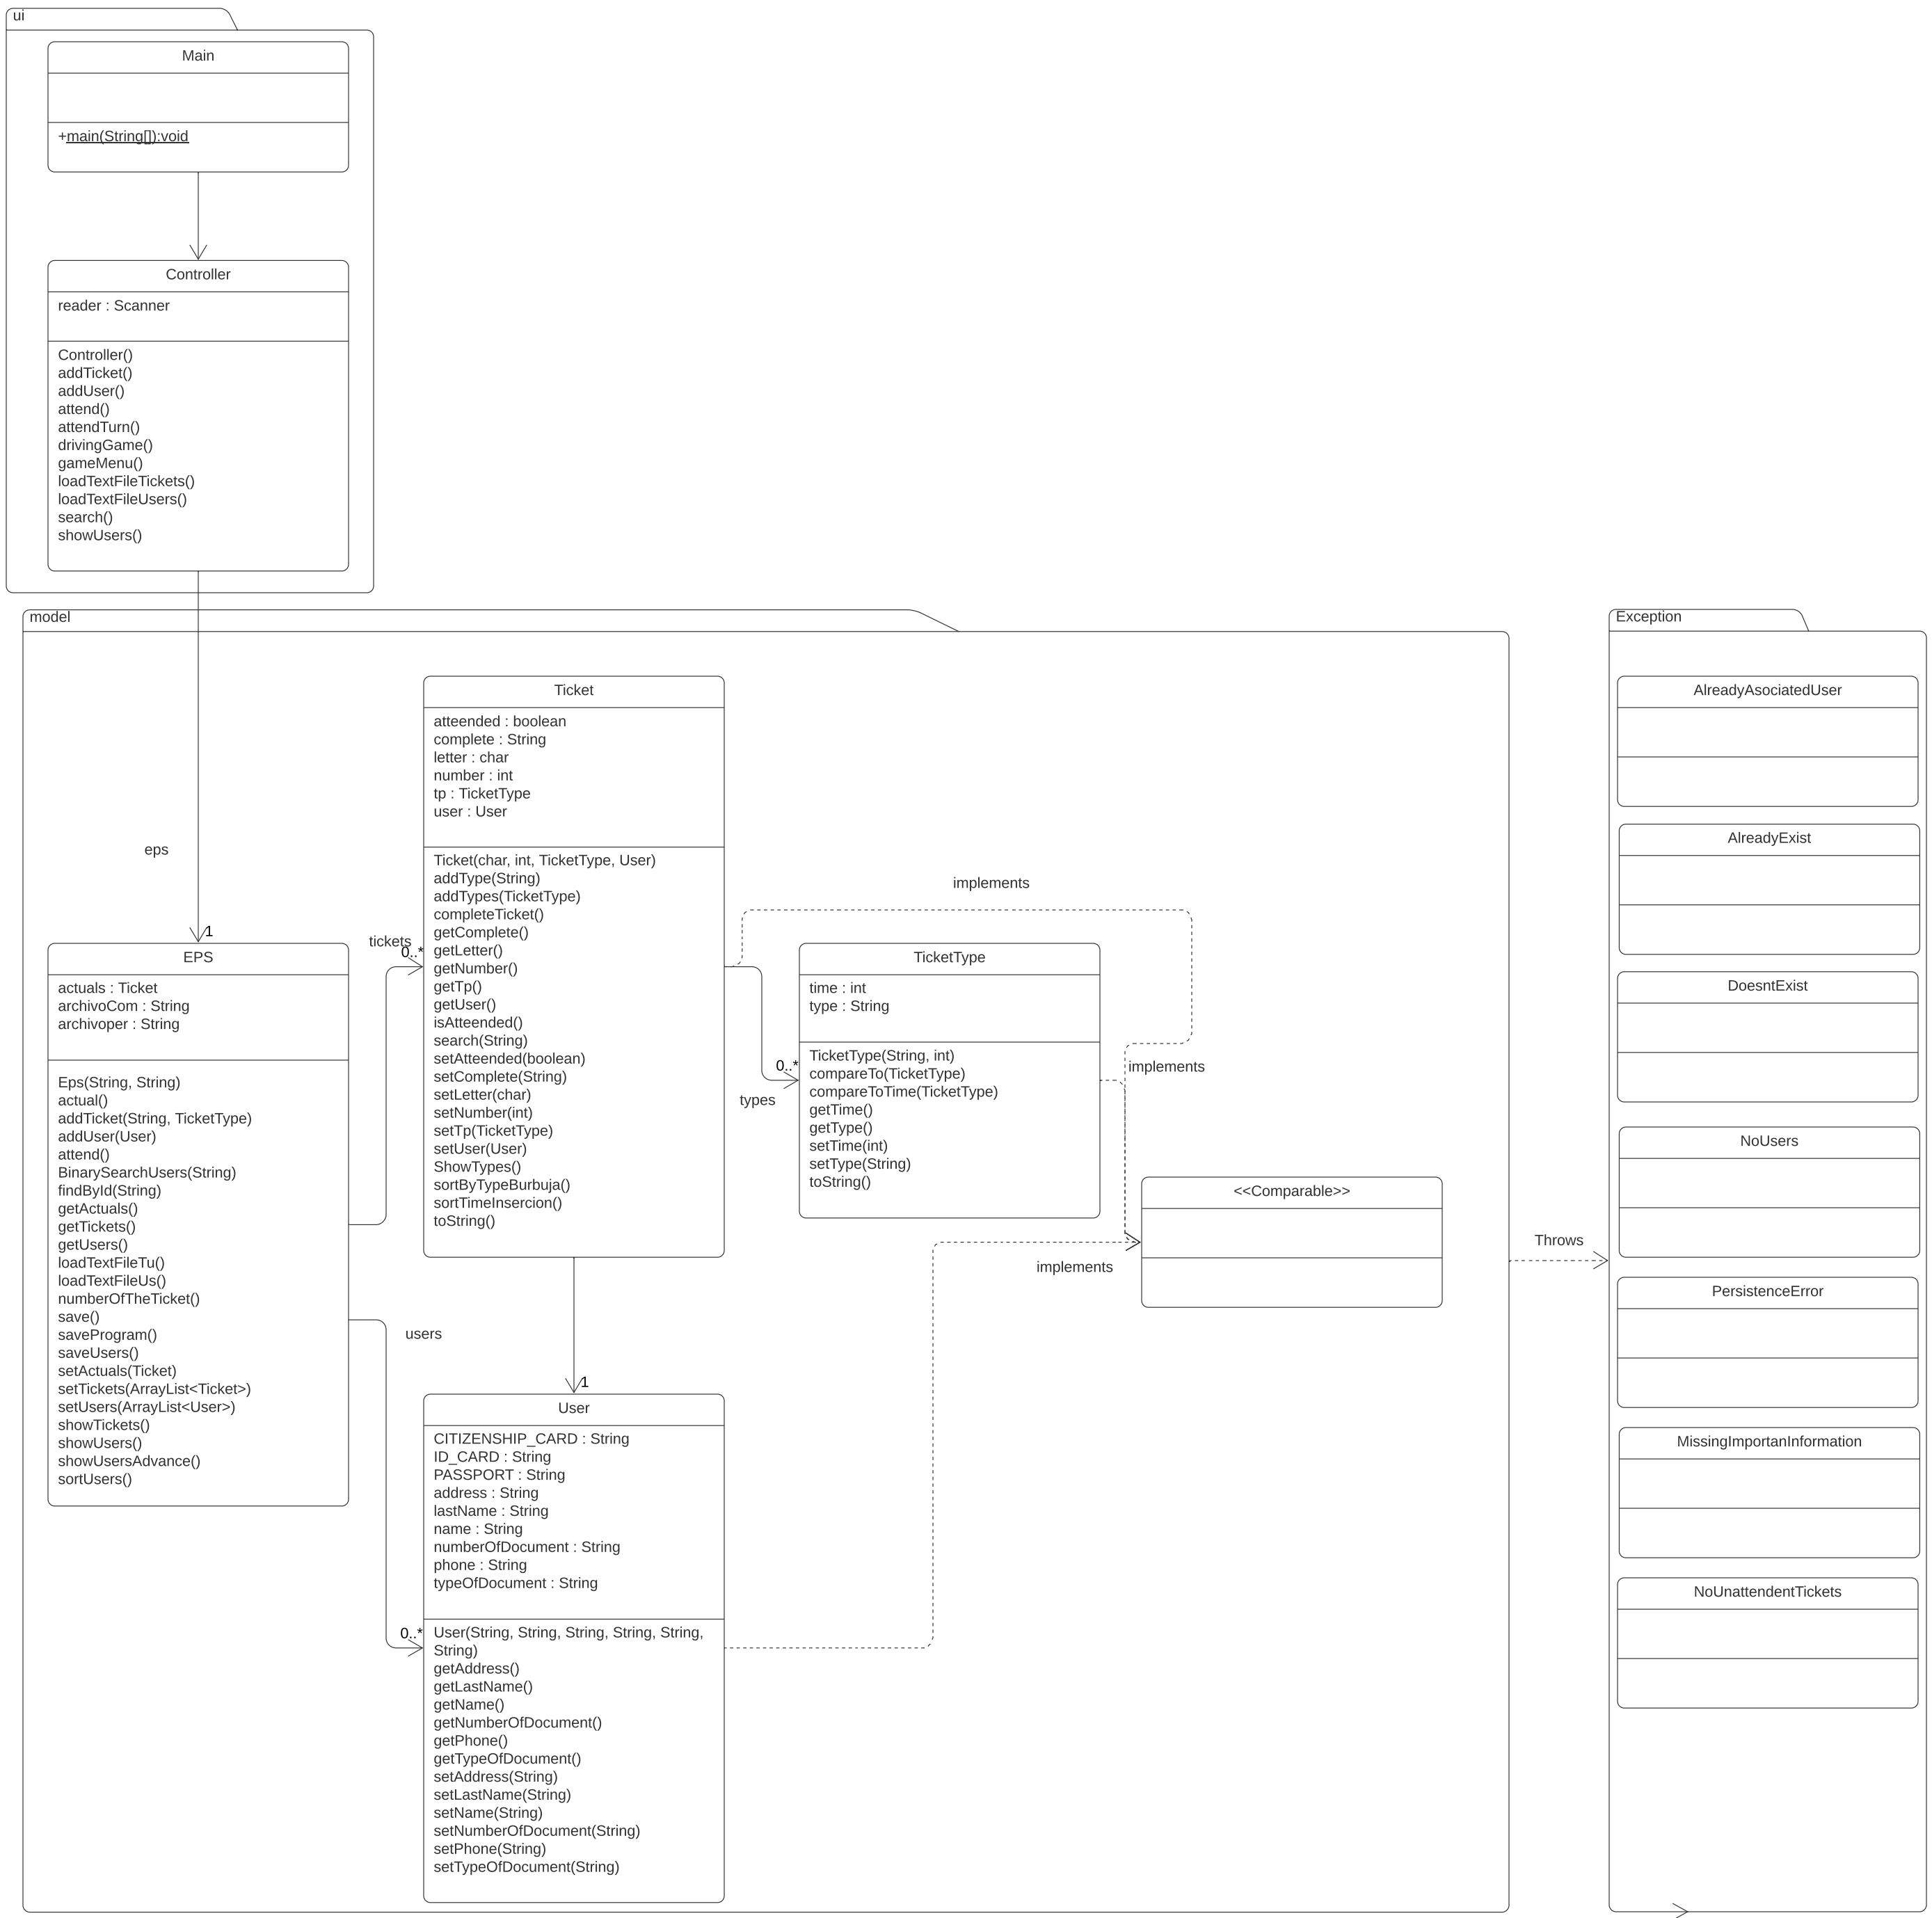 ui
Main
+main(String[]):void
Controller
reader : Scanner
Controller()
addTicket()
addUser()
attend()
attendTurn()
drivingGame()
gameMenu()
loadTextFileTickets()
loadTextFileUsers()
search()
showUsers()
model
eps
1
EPS
actuals : Ticket
archivoCom : String
archivoper : String
Eps(String, String)
actual()
addTicket(String, TicketType)
addUser(User)
attend()
BinarySearchUsers(String)
findById(String)
getActuals()
getTickets()
getUsers()
loadTextFileTu()
loadTextFileUs()
numberOfTheTicket()
save()
saveProgram()
saveUsers()
setActuals(Ticket)
setTickets(ArrayList<Ticket>)
setUsers(ArrayList<User>)
showTickets()
showUsers()
showUsersAdvance()
sortUsers()
tickets
0..*
users
0..*
Ticket
ateended : boolean
complete : String
letter : char
number : int
tp : TicketType
user : User
Ticket(char, int, TicketType, User)
addType(String)
addTypes(TicketType)
completeTicket()
getComplete()
getLetter()
getNumber()
getTp()
getUser()
isAteended()
search(String)
setAteended(boolean)
setComplete(String)
setLetter(char)
setNumber(int)
setTp(TicketType)
setUser(User)
ShowTypes()
sortByTypeBurbuja()
sortTimeInsercion()
toString()
1
User
CITIZENSHIP_CARD : String
ID_CARD : String
PASSPORT : String
address : String
lastName : String
name : String
numberOfDocument : String
phone : String
typeOfDocument : String
User(String, String, String, String, String,
String)
getAddress()
getLastName()
getName()
getNumberOfDocument()
getPhone()
getTypeOfDocument()
setAddress(String)
setLastName(String)
setName(String)
setNumberOfDocument(String)
setPhone(String)
setTypeOfDocument(String)
implements
0..*
types
TicketType
time : int
type : String
TicketType(String, int)
compareTo(TicketType)
compareToTime(TicketType)
getTime()
getType()
setTime(int)
setType(String)
toString()
implements
implements
<<Comparable>>
Throws
Exception
AlreadyAsociatedUser
AlreadyExist
DoesntExist
NoUsers
PersistenceError
MissingImportanInformation
NoUnattendentTickets